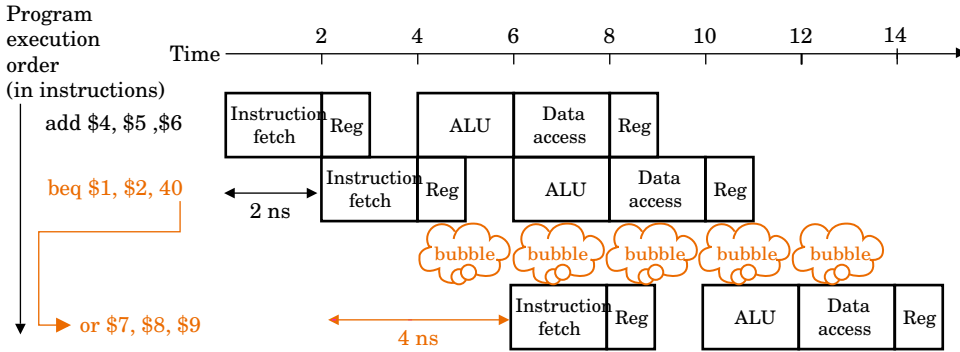 Program
execution
order
(in instructions)
Time
2 4 6 8 10 12 14
add $4, $5 ,$6
Instruction
fetch
Reg
ALU
Data
access
Reg
beq $1, $2, 40
2 ns
Instruction
fetch
Reg
ALU
Data
access
Reg
bubble bubble bubble bubble bubble
or $7, $8, $9
4 ns
Instruction
fetch
Reg
ALU
Data
access
Reg